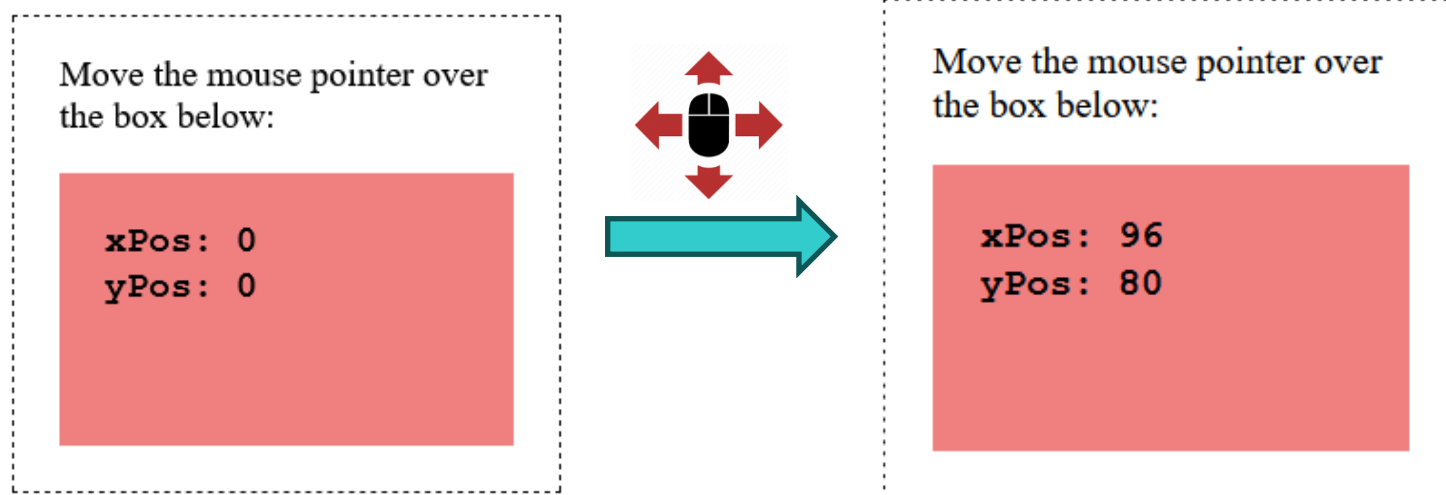 Move the mouse pointer over
the box below:
xPos: 0
yPos: 0
Move the mouse pointer over
the box below:
xPos: 96
yPos: 80